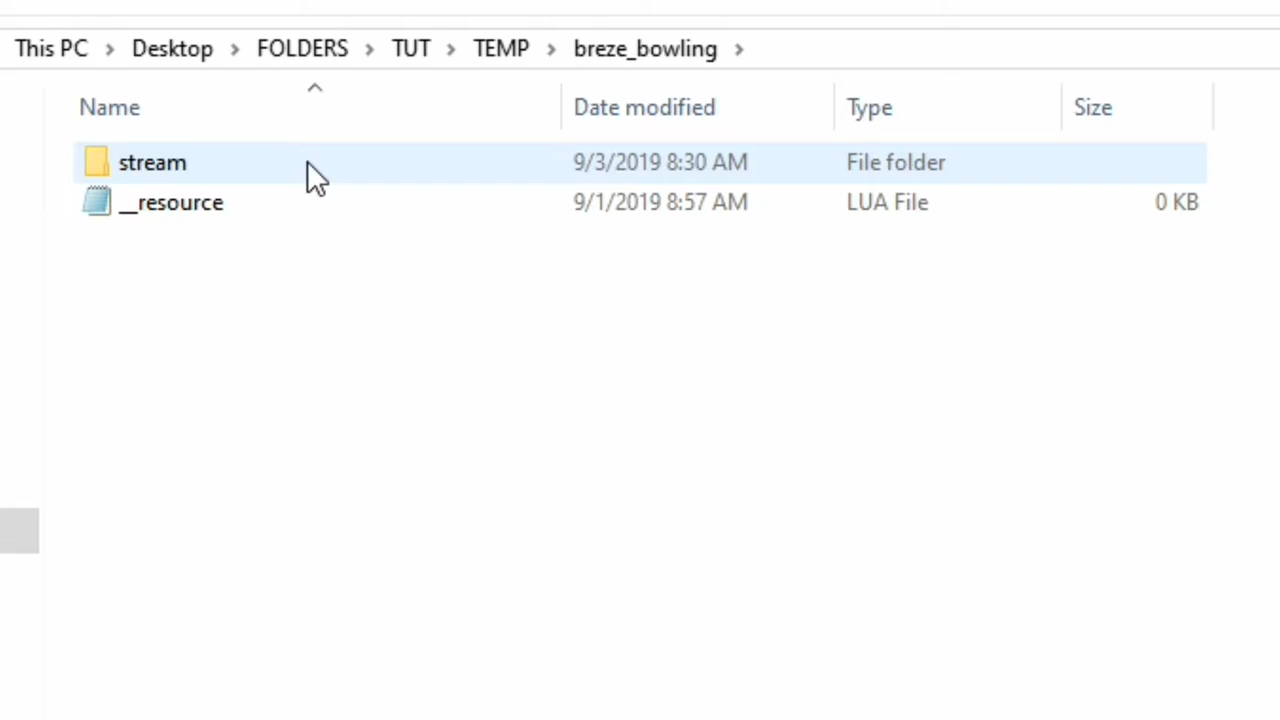 This PC > Desktop > FOLDERS > TUT > TEMP > breze_bowling >
Name Date modified Type Size
stream 9/3/2019 8:30 AM File folder
__resource 9/1/2019 8:57 AM LUA File 0 KB